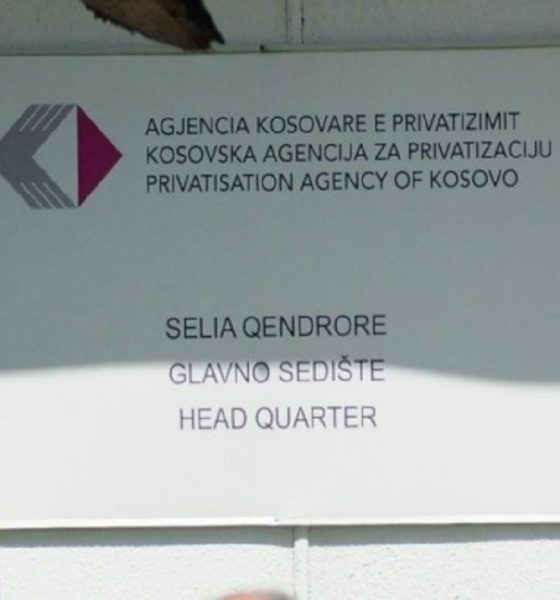 AGJENCIA KOSOVARE E PRIVATIZIMIT
KOSOVSKA AGENCIJA ZA PRIVATIZACIJU
PRIVATISATION AGENCY OF KOSOVO
SELIA QENDRORE
GLAVNO SEDIŠTE
HEAD QUARTER